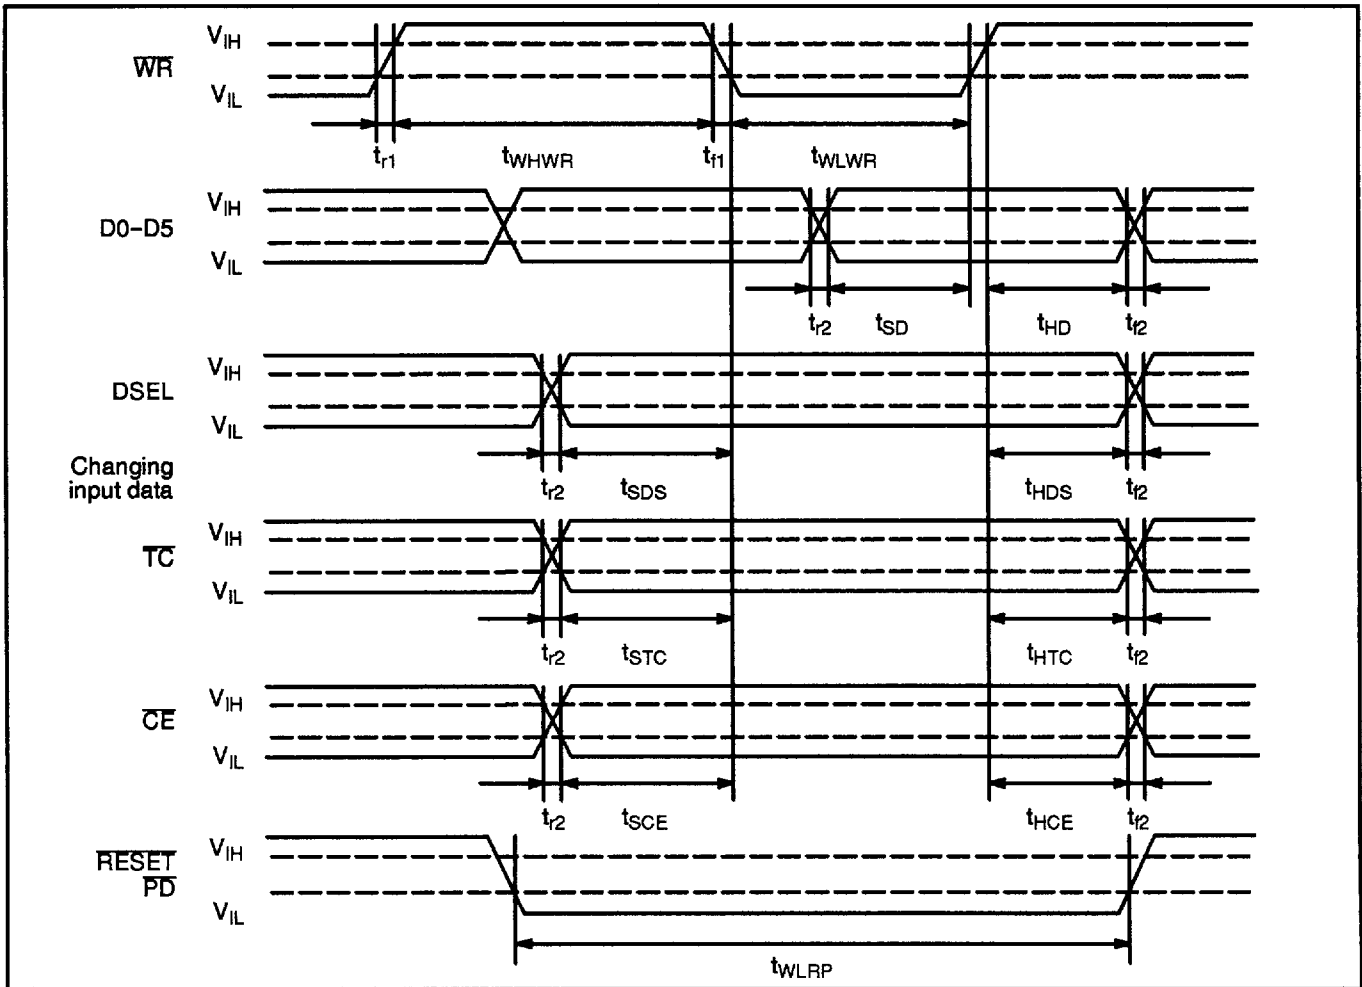 VIH
WR
VIL
tr1 tWHWR tf1 tWLWR
VIH
D0–D5
VIL
tr2 tSD tHD tf2
VIH
DSEL
VIL
Changing
input data
tr2 tSDS tHDS tf2
VIH
TC
VIL
tr2 tSTC tHTC tf2
VIH
CE
VIL
tr2 tSCE tHCE tf2
RESET VIH
PD
VIL
tWLRP